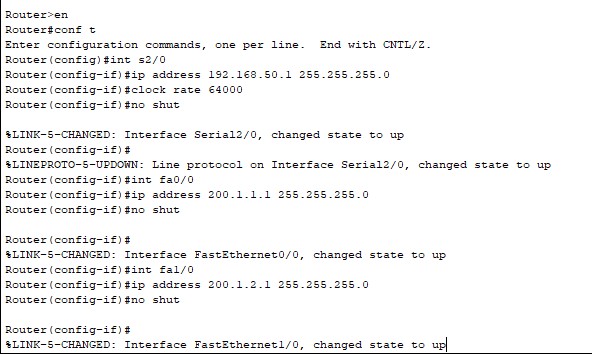 Router>en
Router#conf t
Enter configuration commands, one per line.  End with CNTL/Z.
Router(config)#int s2/0
Router(config-if)#ip address 192.168.50.1 255.255.255.0
Router(config-if)#clock rate 64000
Router(config-if)#no shut
%LINK-5-CHANGED: Interface Serial2/0, changed state to up
Router(config-if)#
%LINEPROTO-5-UPDOWN: Line protocol on Interface Serial2/0, changed state to up
Router(config-if)#int fa0/0
Router(config-if)#ip address 200.1.1.1 255.255.255.0
Router(config-if)#no shut
Router(config-if)#
%LINK-5-CHANGED: Interface FastEthernet0/0, changed state to up
Router(config-if)#int fa1/0
Router(config-if)#ip address 200.1.2.1 255.255.255.0
Router(config-if)#no shut
Router(config-if)#
%LINK-5-CHANGED: Interface FastEthernet1/0, changed state to up